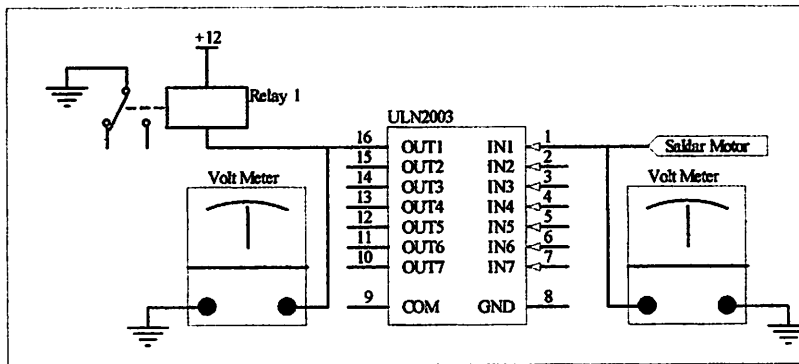 +12
Relay 1
ULN2003
16 OUT1 IN1 1
Saklar Motor
15 OUT2 IN2 2
14 OUT3 IN3 3
13 OUT4 IN4 4
12 OUT5 IN5 5
11 OUT6 IN6 6
10 OUT7 IN7 7
9 COM GND 8
Volt Meter
Volt Meter